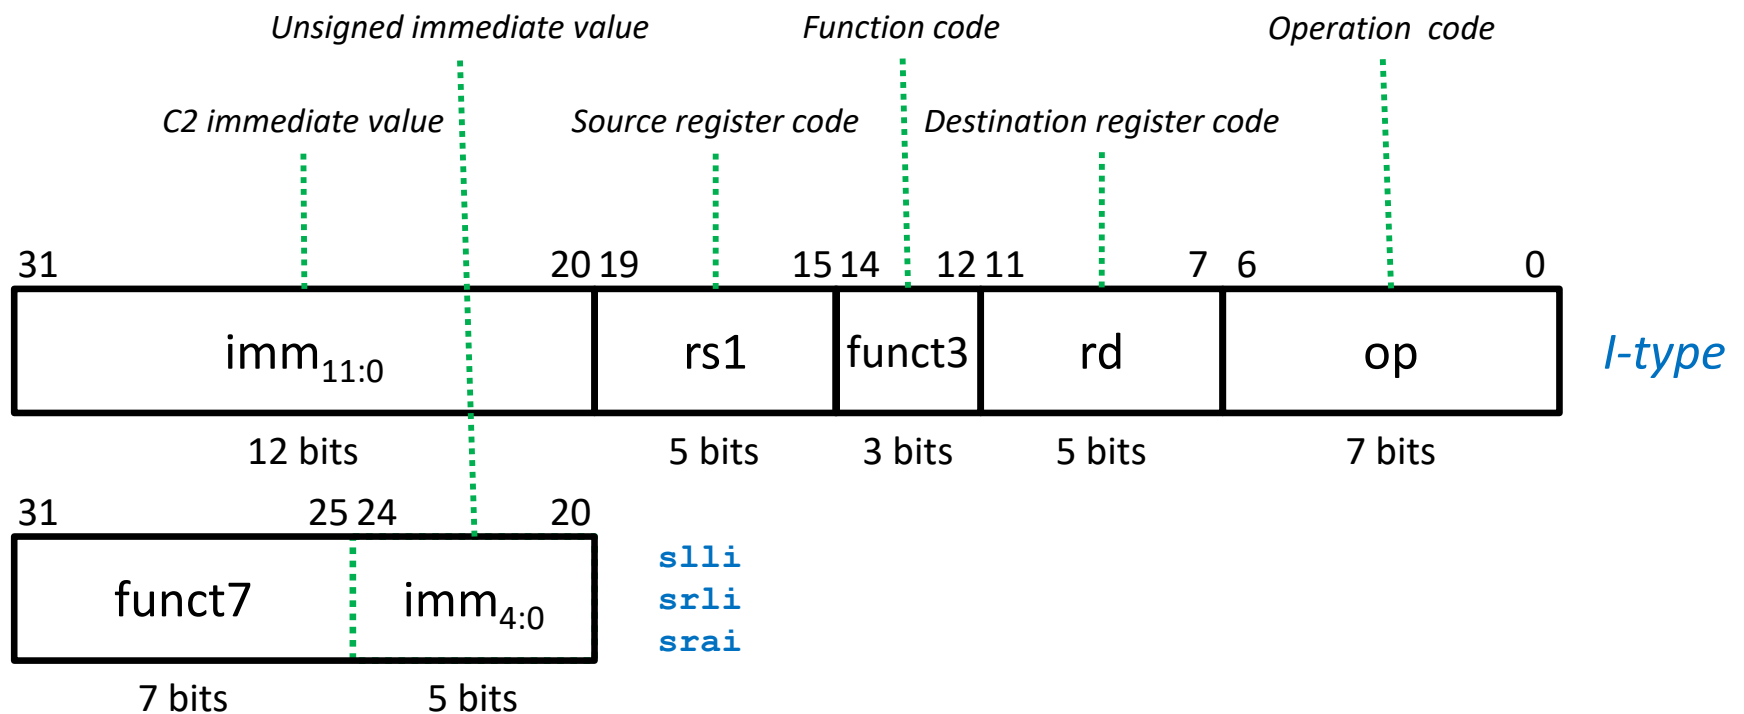 Unsigned immediate value Function code Operation code
C2 immediate value Source register code Destination register code
31 20 19 15 14 12 11 7 6 0
imm11:0 rs1 funct3 rd op I-type
12 bits 5 bits 3 bits 5 bits 7 bits
31 25 24 20
slli
funct7 imm4:0 srli
srai
7 bits 5 bits